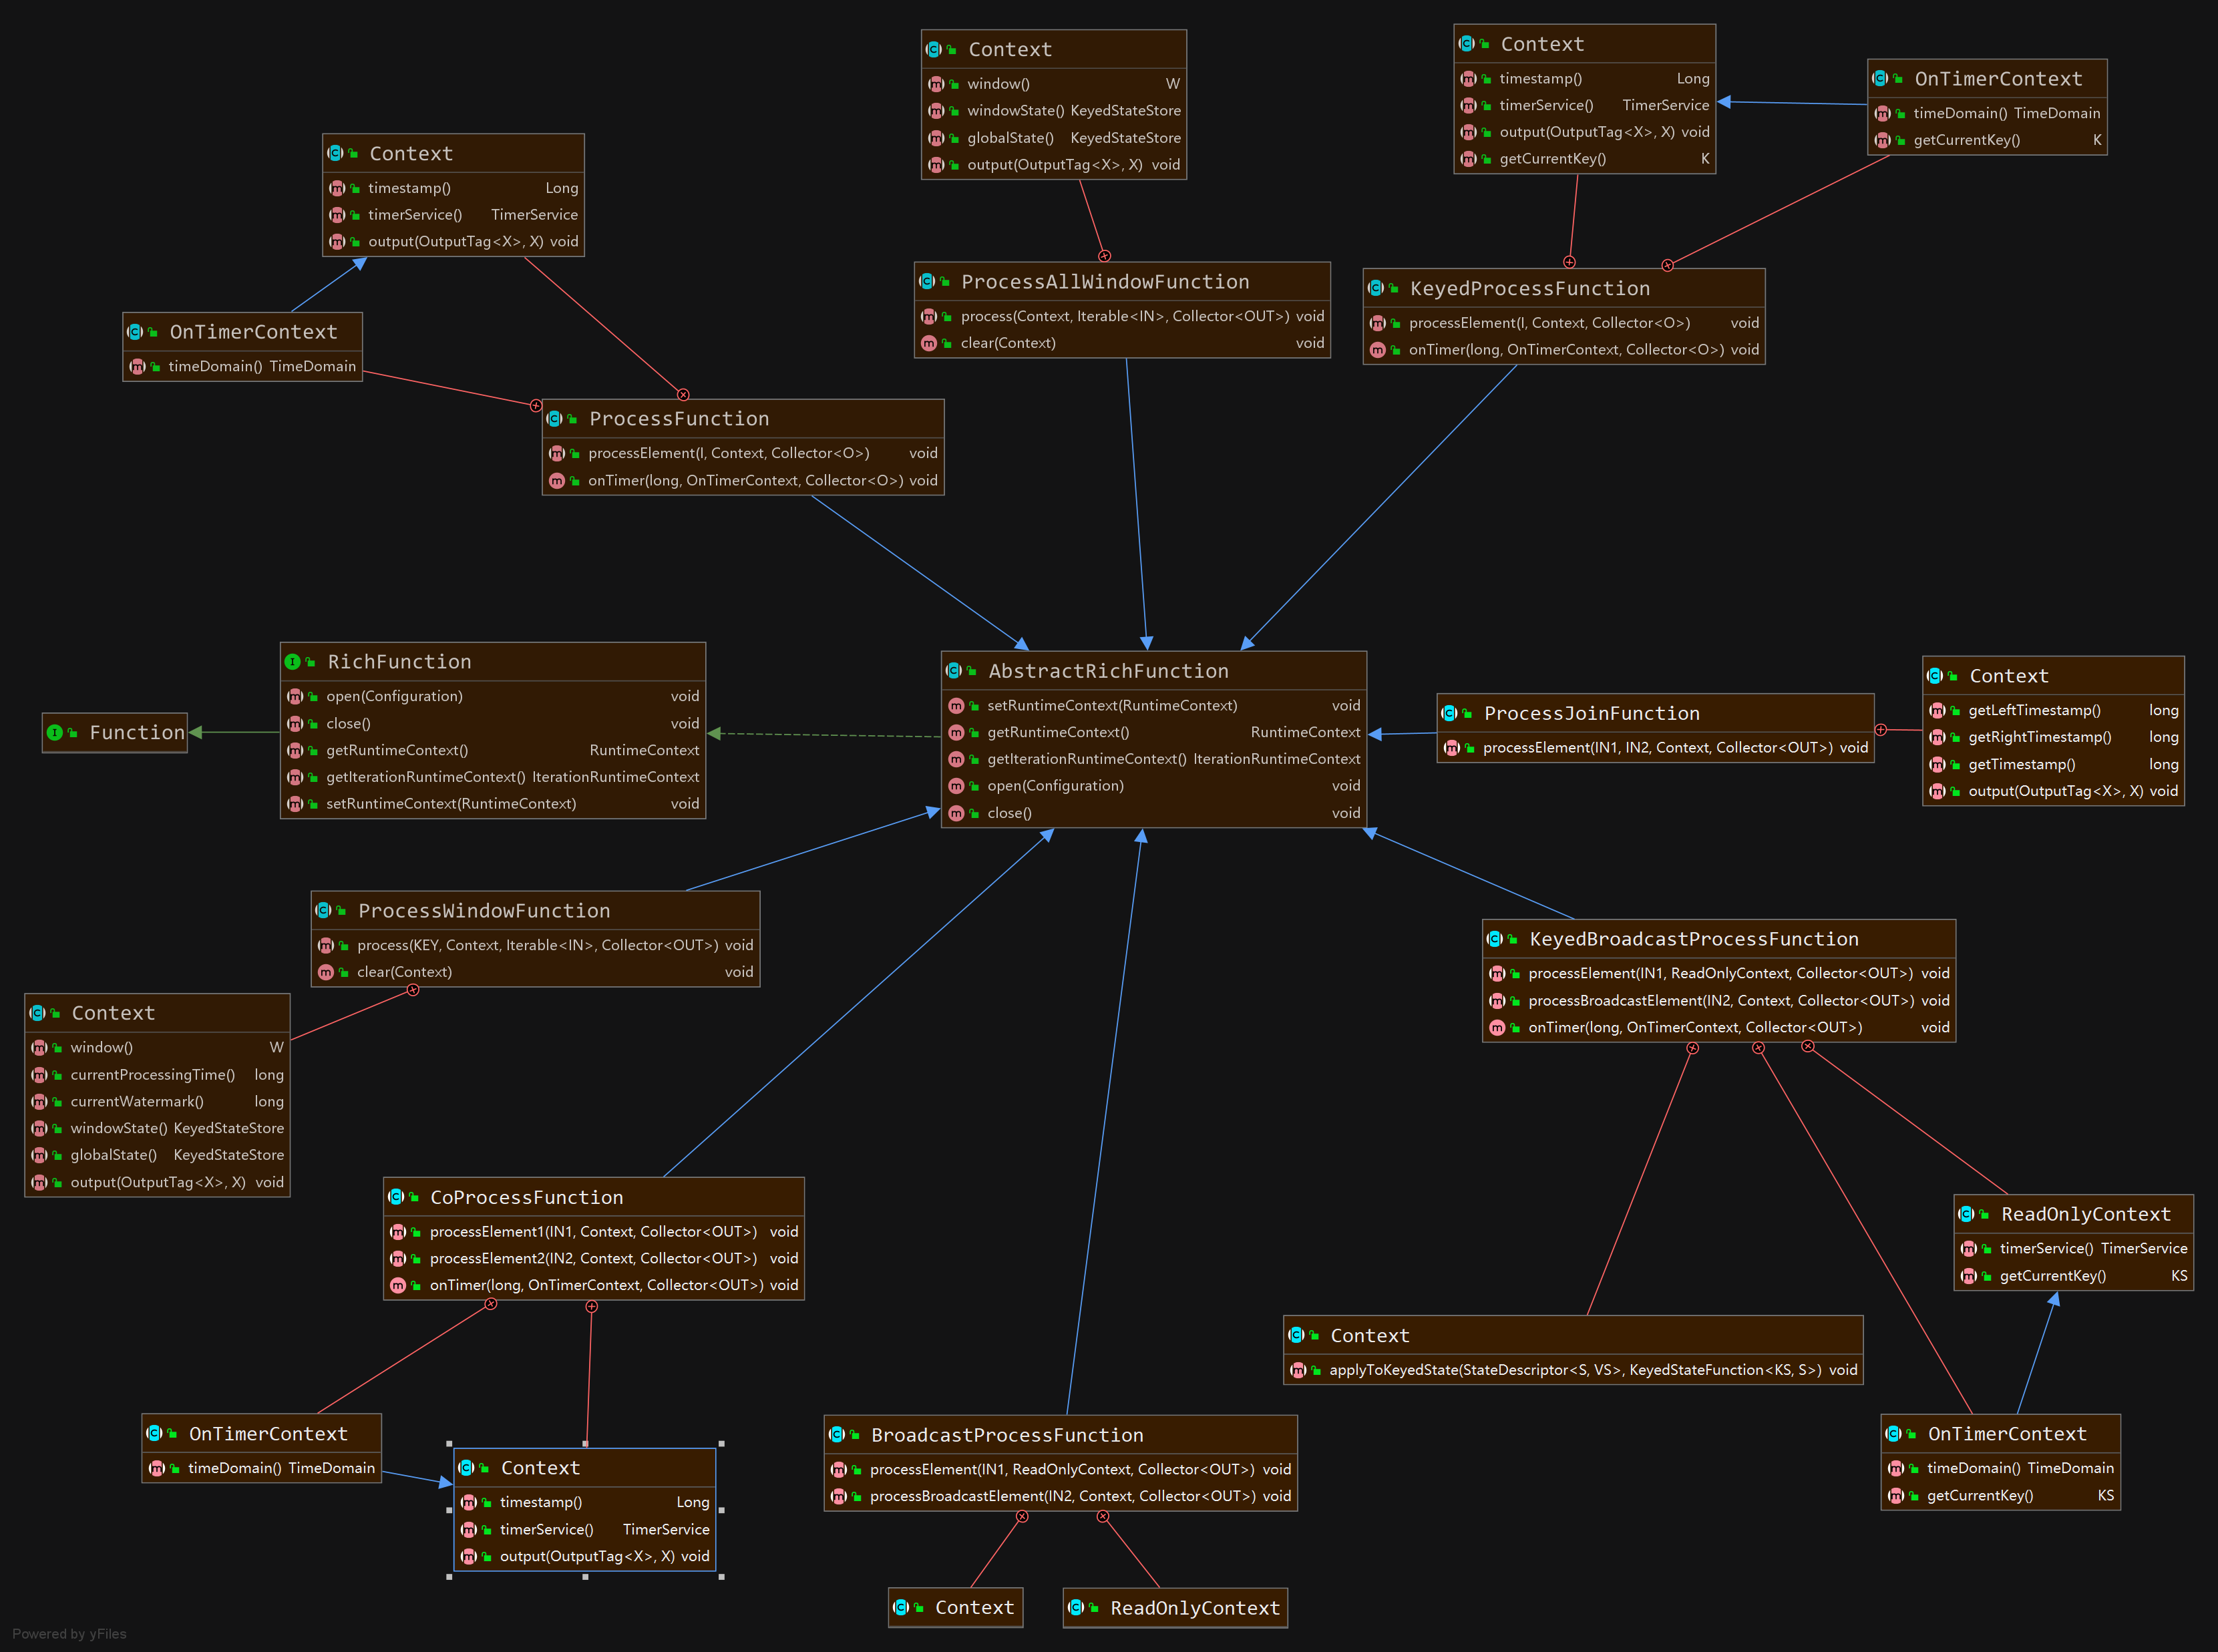 Context
window() W
windowState() KeyedStateStore
globalState() KeyedStateStore
output(OutputTag<X>, X) void
Context
timestamp() Long
timerService() TimerService
output(OutputTag<X>, X) void
getCurrentKey() K
OnTimerContext
timeDomain() TimeDomain
getCurrentKey() K
Context
timestamp() Long
timerService() TimerService
output(OutputTag<X>, X) void
OnTimerContext
timeDomain() TimeDomain
ProcessAllWindowFunction
process(Context, Iterable<IN>, Collector<OUT>) void
clear(Context) void
KeyedProcessFunction
processElement(I, Context, Collector<O>) void
onTimer(long, OnTimerContext, Collector<O>) void
ProcessFunction
processElement(I, Context, Collector<O>) void
onTimer(long, OnTimerContext, Collector<O>) void
Function
RichFunction
open(Configuration) void
close() void
getRuntimeContext() RuntimeContext
getIterationRuntimeContext() IterationRuntimeContext
setRuntimeContext(RuntimeContext) void
AbstractRichFunction
setRuntimeContext(RuntimeContext) void
getRuntimeContext() RuntimeContext
getIterationRuntimeContext() IterationRuntimeContext
open(Configuration) void
close() void
ProcessJoinFunction
processElement(IN1, IN2, Context, Collector<OUT>) void
Context
getLeftTimestamp() long
getRightTimestamp() long
getTimestamp() long
output(OutputTag<X>, X) void
ProcessWindowFunction
process(KEY, Context, Iterable<IN>, Collector<OUT>) void
clear(Context) void
KeyedBroadcastProcessFunction
processElement(IN1, ReadOnlyContext, Collector<OUT>) void
processBroadcastElement(IN2, Context, Collector<OUT>) void
onTimer(long, OnTimerContext, Collector<OUT>) void
Context
window() W
currentProcessingTime() long
currentWatermark() long
windowState() KeyedStateStore
globalState() KeyedStateStore
output(OutputTag<X>, X) void
CoProcessFunction
processElement1(IN1, Context, Collector<OUT>) void
processElement2(IN2, Context, Collector<OUT>) void
onTimer(long, OnTimerContext, Collector<OUT>) void
ReadOnlyContext
timerService() TimerService
getCurrentKey() KS
Context
applyToKeyedState(StateDescriptor<S, VS>, KeyedStateFunction<KS, S>) void
OnTimerContext
timeDomain() TimeDomain
Context
timestamp() Long
timerService() TimerService
output(OutputTag<X>, X) void
BroadcastProcessFunction
processElement(IN1, ReadOnlyContext, Collector<OUT>) void
processBroadcastElement(IN2, Context, Collector<OUT>) void
OnTimerContext
timeDomain() TimeDomain
getCurrentKey() KS
Context
ReadOnlyContext
Powered by yFiles